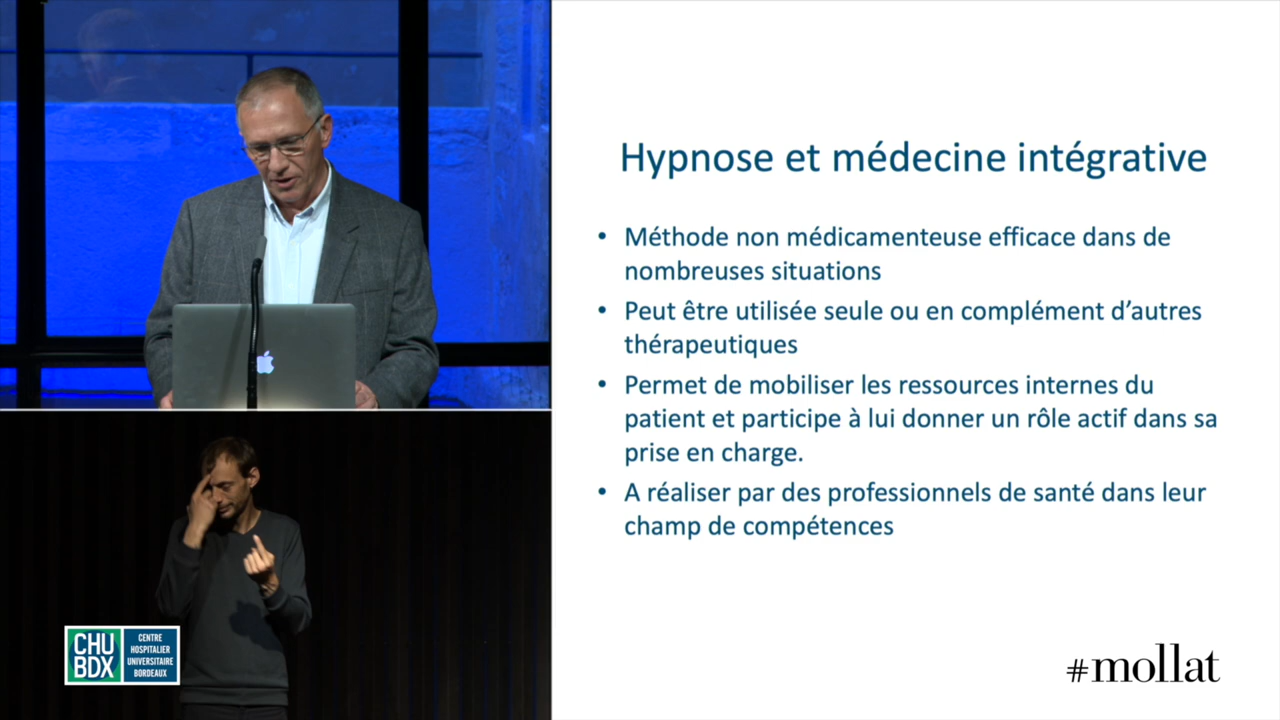 Hypnose et médecine intégrative
• Méthode non médicamenteuse efficace dans de
nombreuses situations
• Peut être utilisée seule ou en complément d’autres
thérapeutiques
• Permet de mobiliser les ressources internes du
patient et participe à lui donner un rôle actif dans sa
prise en charge.
• A réaliser par des professionnels de santé dans leur
champ de compétences
CHU
BDX
CENTRE
HOSPITALIER
UNIVERSITAIRE
BORDEAUX
#mollat